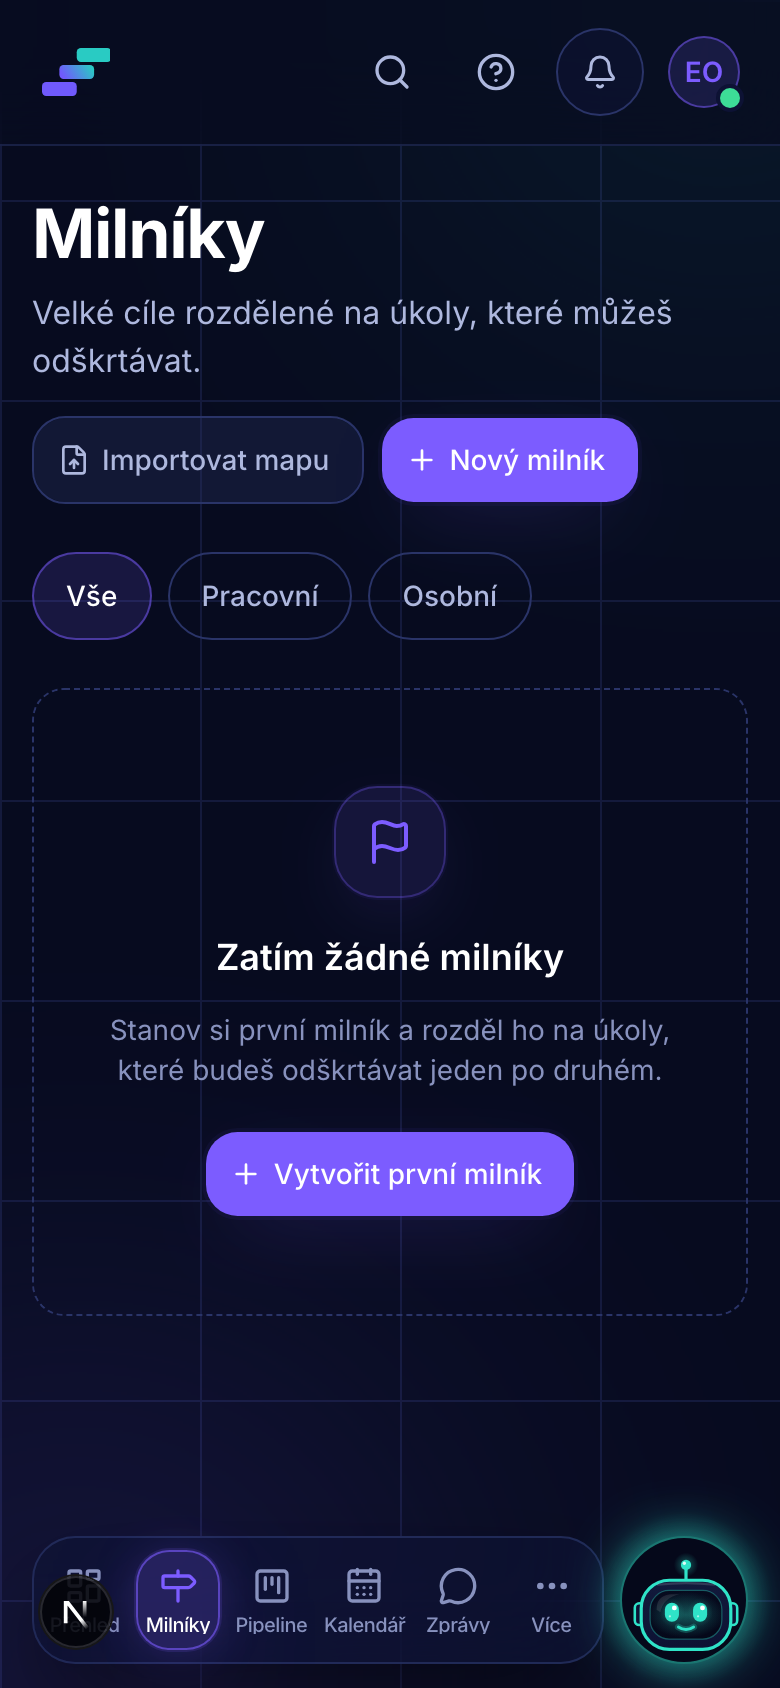 EO
Milníky
Velké cíle rozdělené na úkoly, které můžeš
odškrtávat.
Importovat mapu
Nový milník
Vše
Pracovní
Osobní
Zatím žádné milníky
Stanov si první milník a rozděl ho na úkoly,
které budeš odškrtávat jeden po druhém.
Vytvořit první milník
N
Milníky
Pipeline
Kalendář
Zprávy
Více